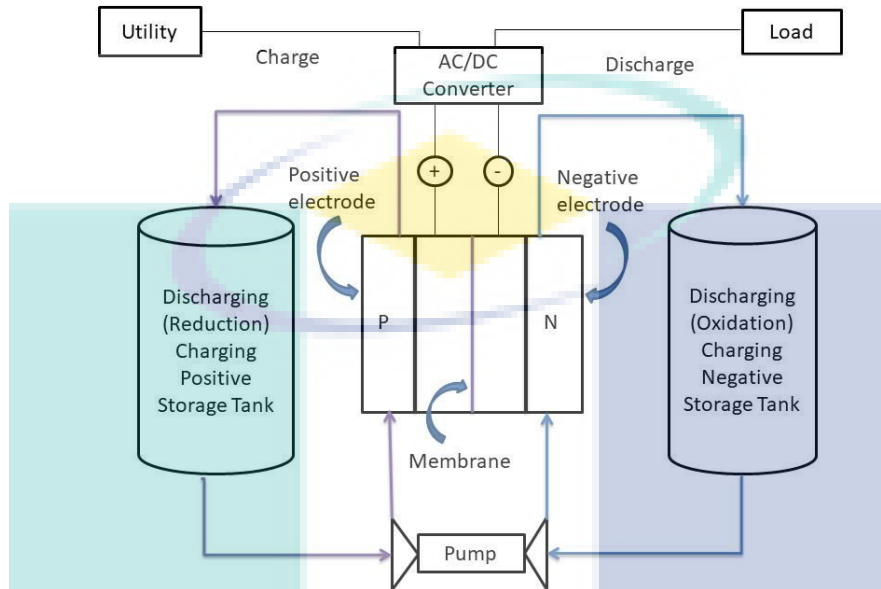 Utility
Load
Charge
AC/DC
Converter
Discharge
Positive
electrode
+
-
Negative
electrode
Discharging
(Reduction)
Charging
Positive
Storage Tank
P
N
Discharging
(Oxidation)
Charging
Negative
Storage Tank
Membrane
Pump